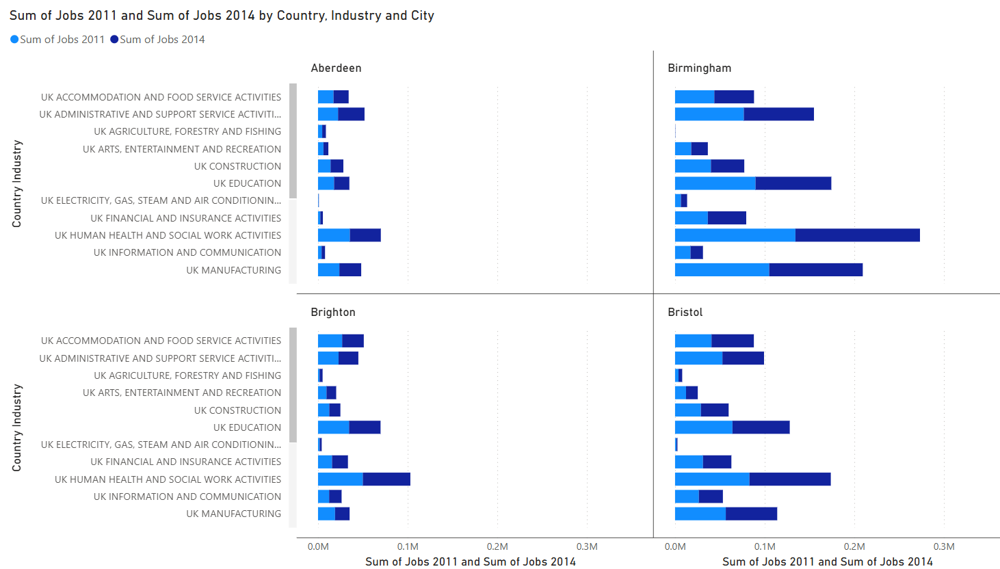 Sum of Jobs 2011 and Sum of Jobs 2014 by Country, Industry and City
Sum of Jobs 2011 Sum of Jobs 2014
Aberdeen
Birmingham
Country Industry
UK ACCOMMODATION AND FOOD SERVICE ACTIVITIES
UK ADMINISTRATIVE AND SUPPORT SERVICE ACTIVITI...
UK AGRICULTURE, FORESTRY AND FISHING
UK ARTS, ENTERTAINMENT AND RECREATION
UK CONSTRUCTION
UK EDUCATION
UK ELECTRICITY, GAS, STEAM AND AIR CONDITIONIN...
UK FINANCIAL AND INSURANCE ACTIVITIES
UK HUMAN HEALTH AND SOCIAL WORK ACTIVITIES
UK INFORMATION AND COMMUNICATION
UK MANUFACTURING
Brighton
Bristol
Country Industry
UK ACCOMMODATION AND FOOD SERVICE ACTIVITIES
UK ADMINISTRATIVE AND SUPPORT SERVICE ACTIVITI...
UK AGRICULTURE, FORESTRY AND FISHING
UK ARTS, ENTERTAINMENT AND RECREATION
UK CONSTRUCTION
UK EDUCATION
UK ELECTRICITY, GAS, STEAM AND AIR CONDITIONIN...
UK FINANCIAL AND INSURANCE ACTIVITIES
UK HUMAN HEALTH AND SOCIAL WORK ACTIVITIES
UK INFORMATION AND COMMUNICATION
UK MANUFACTURING
0.0M 0.1M 0.2M 0.3M 0.0M 0.1M 0.2M 0.3M
Sum of Jobs 2011 and Sum of Jobs 2014 Sum of Jobs 2011 and Sum of Jobs 2014